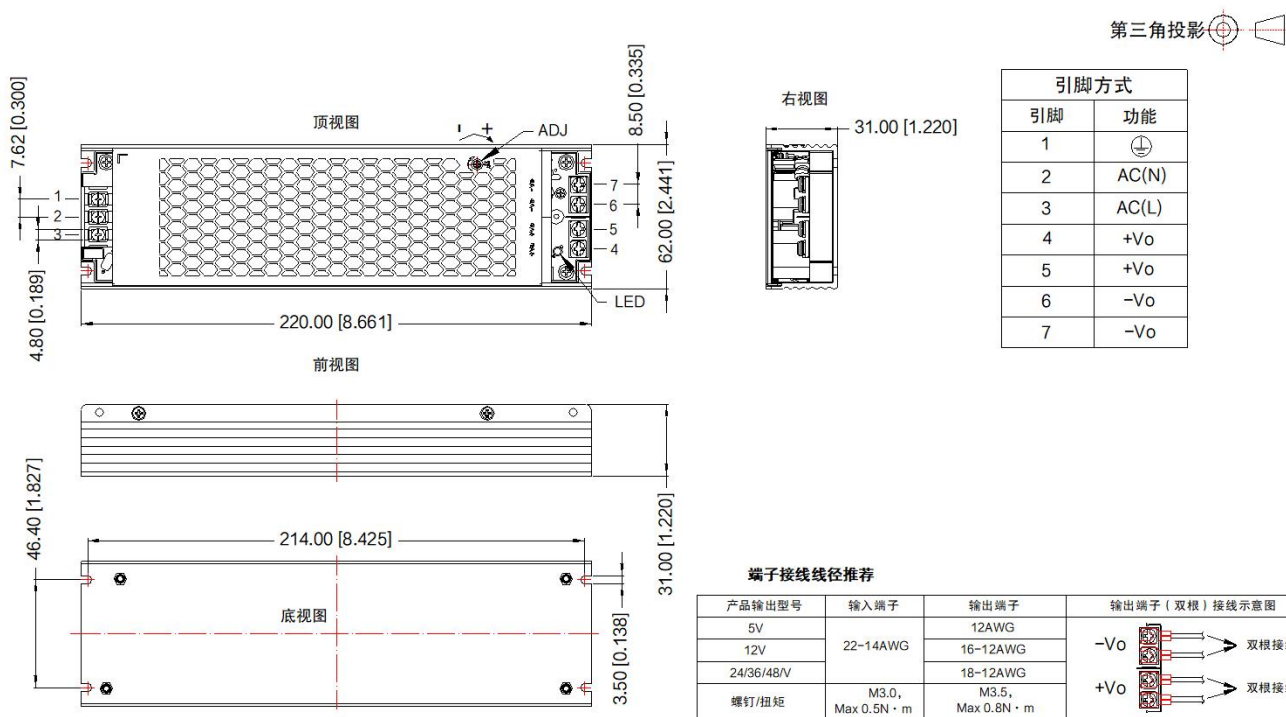 第三角投影
7.62 [0.300]
顶视图
ADJ
- +
8.50 [0.335]
右视图
31.00 [1.220]
1
2
3
7
6
5
4
62.00 [2.441]
LED
4.80 [0.189]
220.00 [8.661]
引脚方式
引脚 功能
1
2 AC(N)
3 AC(L)
4 +Vo
5 +Vo
6 -Vo
7 -Vo
前视图
31.00 [1.220]
46.40 [1.827]
214.00 [8.425]
底视图
3.50 [0.138]
端子接线线径推荐
产品输出型号 输入端子 输出端子 输出端子(双根)接线示意图
5V 22-14AWG 12AWG
12V 16-12AWG
24/36/48/V 18-12AWG
螺钉/扭矩 M3.0, Max 0.5N·m M3.5, Max 0.8N·m
-Vo 双根接
+Vo 双根接